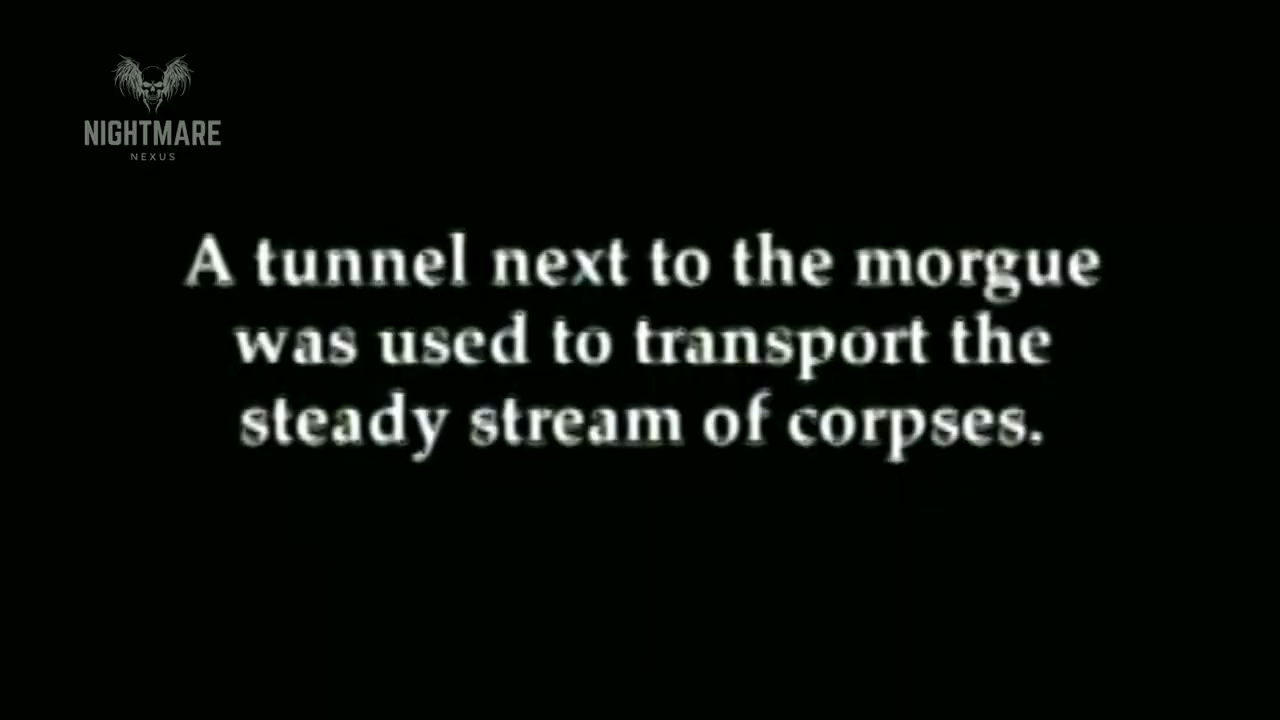 NIGHTMARE
NEXUS
A tunnel next to the morgue
was used to transport the
steady stream of corpses.